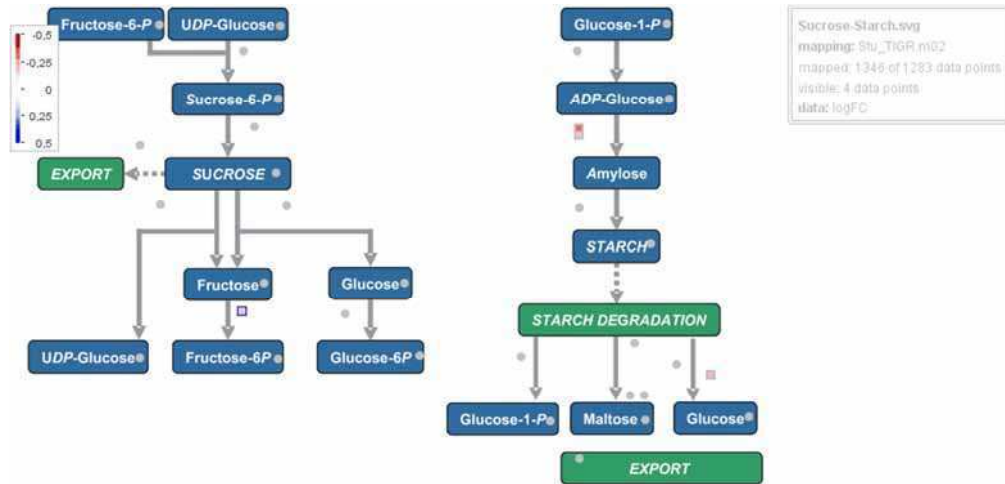 Fructose-6-P
UDP-Glucose
Glucose-1-P
Sucrose-Starch.svg
mapping: Stu_TIGR.m02
mapped: 1346 of 1283 data points
visible: 4 data points
data: logFC
-0,5
-0,25
0
0,25
0,5
Sucrose-6-P
ADP-Glucose
EXPORT
SUCROSE
Amylose
STARCH
Fructose
Glucose
STARCH DEGRADATION
UDP-Glucose
Fructose-6P
Glucose-6P
Glucose-1-P
Maltose
Glucose
EXPORT